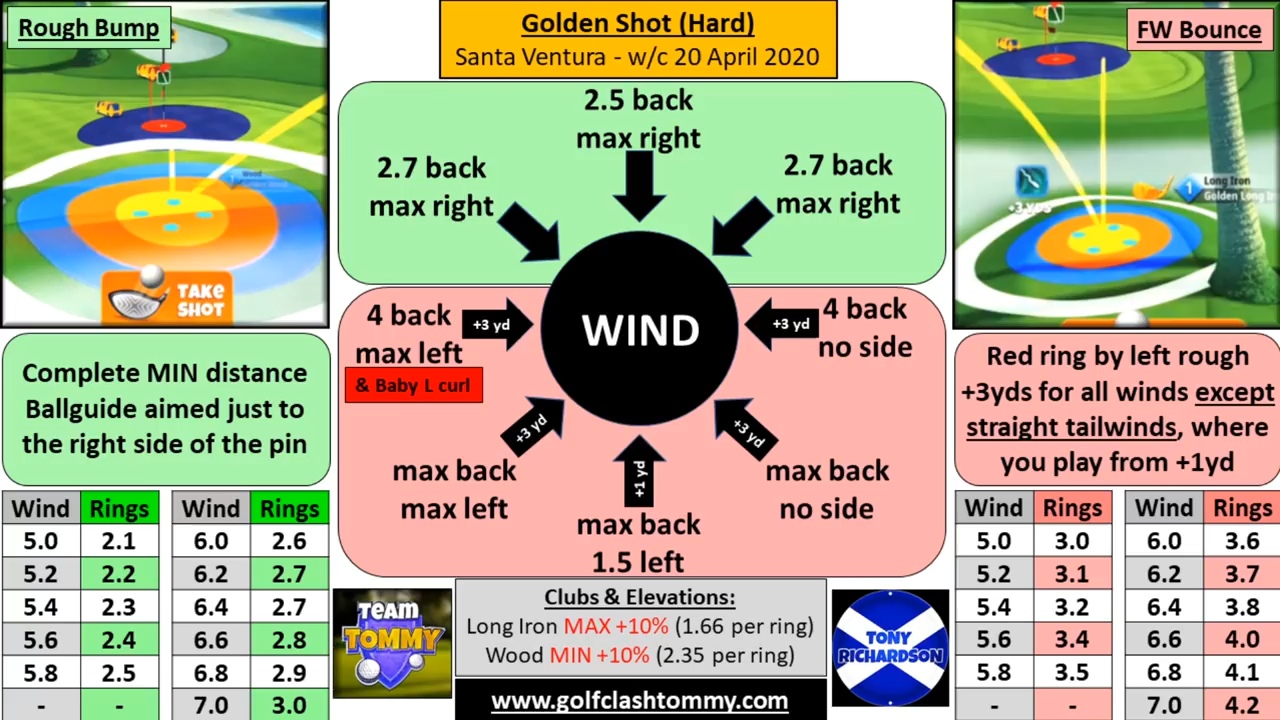 Rough Bump
TAKE
SHOT
Wood
Golden Shot (Hard)
Santa Ventura - w/c 20 April 2020
FW Bounce
+3 Yds
1
Long Iron
2.5 back
max right
2.7 back
max right
2.7 back
max right
WIND
4 back
max left
& Baby L curl
+3 yd
+3 yd
4 back
no side
+3 yd
max back
max left
+1 yd
max back
1.5 left
+3 yd
max back
no side
Complete MIN distance
Ballguide aimed just to
the right side of the pin
Red ring by left rough
+3yds for all winds except
straight tailwinds, where
you play from +1yd
Wind Rings Wind Rings
5.0 2.1 6.0 2.6
5.2 2.2 6.2 2.7
5.4 2.3 6.4 2.7
5.6 2.4 6.6 2.8
5.8 2.5 6.8 2.9
- - 7.0 3.0
TEAM
TOMMY
Clubs & Elevations:
Long Iron MAX +10% (1.66 per ring)
Wood MIN +10% (2.35 per ring)
www.golfclashtommy.com
TONY
RICHARDSON
Wind Rings Wind Rings
5.0 3.0 6.0 3.6
5.2 3.1 6.2 3.7
5.4 3.2 6.4 3.8
5.6 3.4 6.6 4.0
5.8 3.5 6.8 4.1
- - 7.0 4.2